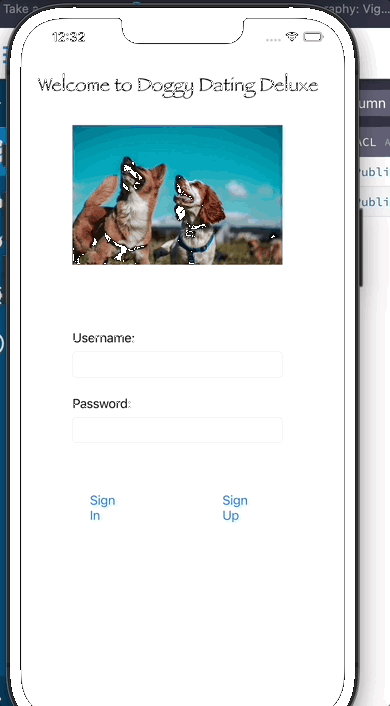 Take a
graphy: Vig...
12:32
Welcome to Doggy Dating Deluxe
umn
ACL A
Publi
Publi
Username:
Password:
Sign
In
Sign
Up